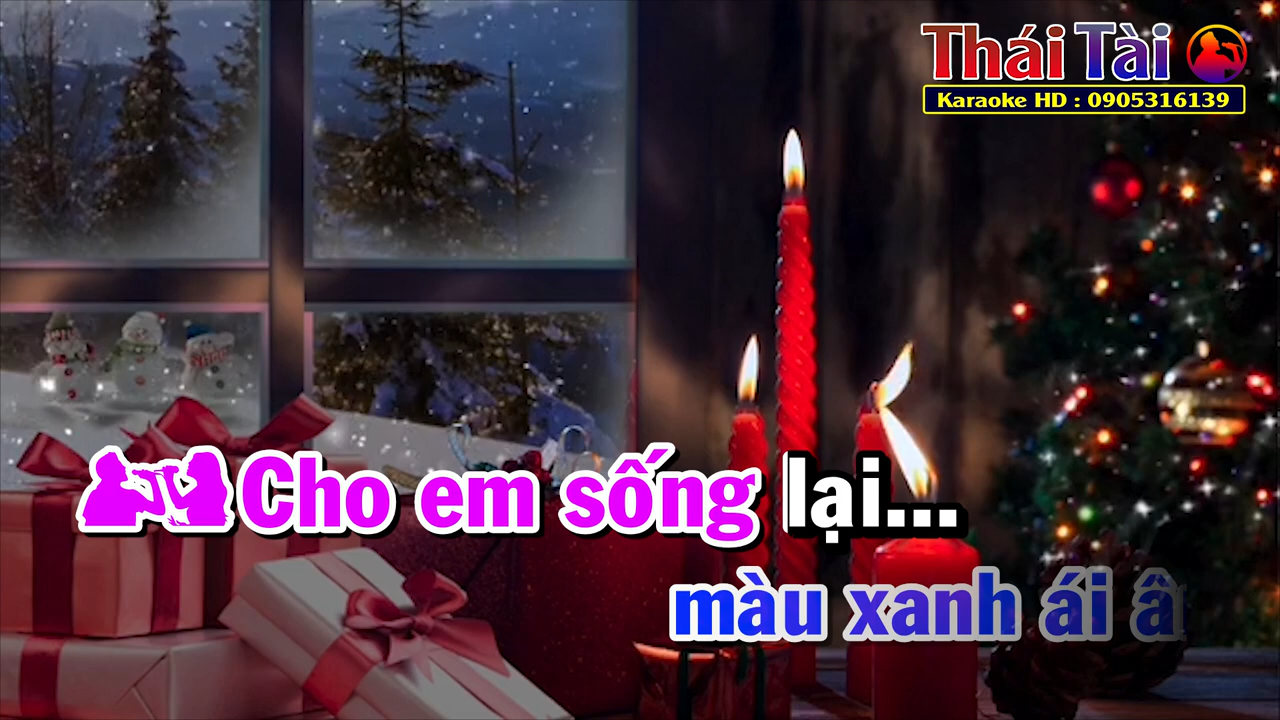 Thái Tài
Karaoke HD : 0905316139
Cho em sống lại...
màu xanh ái